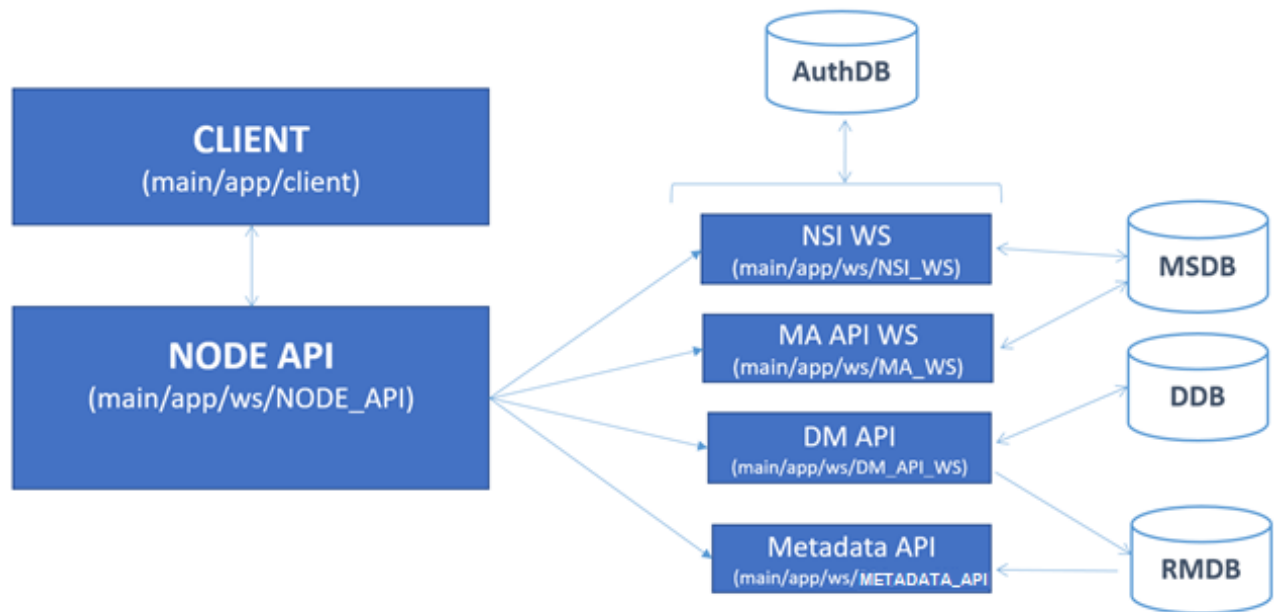 AuthDB
CLIENT
(main/app/client)
NODE API
(main/app/ws/NODE_API)
NSI WS
(main/app/ws/NSI_WS)
MA API WS
(main/app/ws/MA_WS)
DM API
(main/app/ws/DM_API_WS)
Metadata API
(main/app/ws/METADATA_API
MSDB
DDB
RMDB